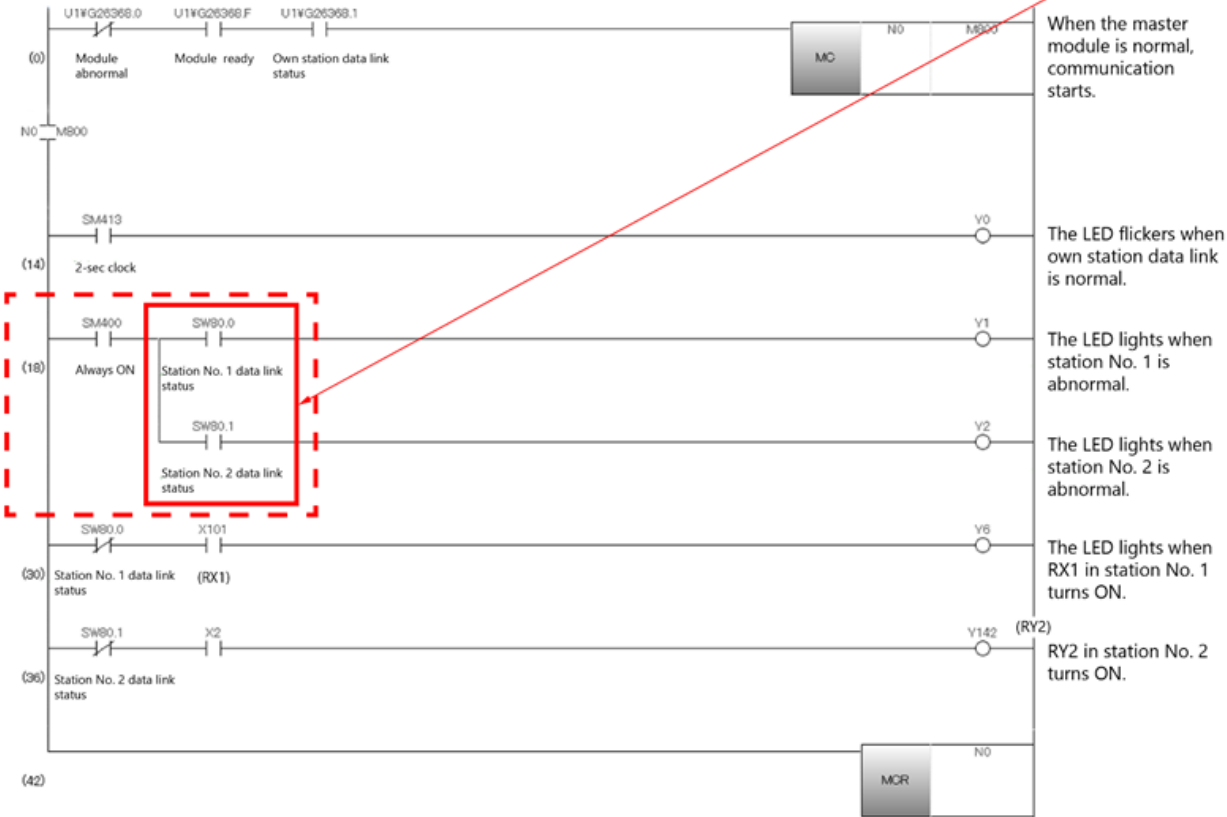 U1¥G26368.0 U1¥G26368.F U1¥G26368.1
N0 M800
(0) Module abnormal
Module ready
Own station data link status
MC
When the master
module is normal,
communication
starts.
N0 M800
SM413 Y0
(14) 2-sec clock
The LED flickers when
own station data link
is normal.
SM400 SW80.0 Y1
(18) Always ON
Station No. 1 data link
status
The LED lights when
station No. 1 is
abnormal.
SW80.1 Y2
Station No. 2 data link
status
The LED lights when
station No. 2 is
abnormal.
SW80.0 X101 Y6
(30) Station No. 1 data link
status
(RX1)
The LED lights when
RX1 in station No. 1
turns ON.
SW80.1 X2 Y142 (RY2)
(36) Station No. 2 data link
status
RY2 in station No. 2
turns ON.
N0
(42) MCR